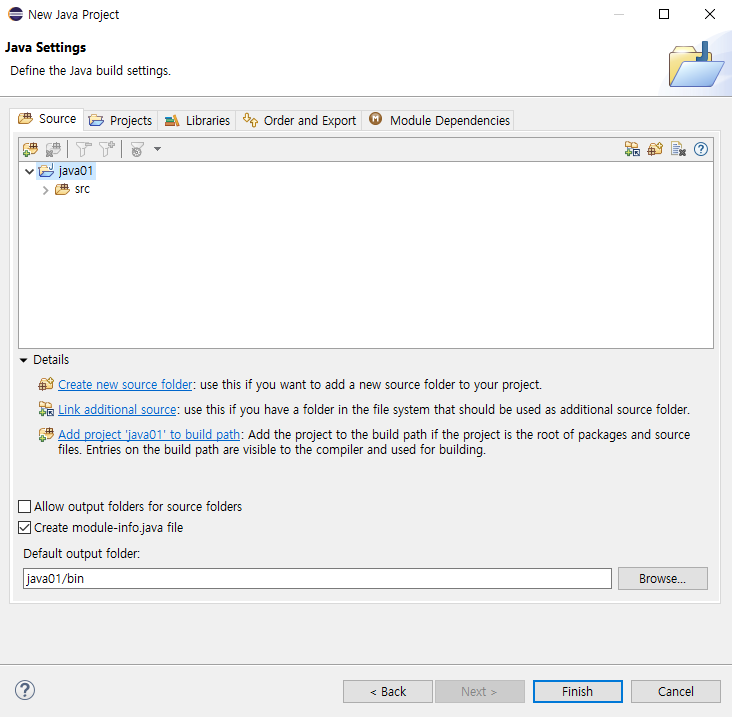 New Java Project
Java Settings
Define the Java build settings.
Source Projects Libraries Order and Export Module Dependencies
java01
src
Details
Create new source folder: use this if you want to add a new source folder to your project.
Link additional source: use this if you have a folder in the file system that should be used as additional source folder.
Add project 'java01' to build path: Add the project to the build path if the project is the root of packages and source
files. Entries on the build path are visible to the compiler and used for building.
Allow output folders for source folders
Create module-info.java file
Default output folder:
java01/bin Browse...
< Back Next > Finish Cancel